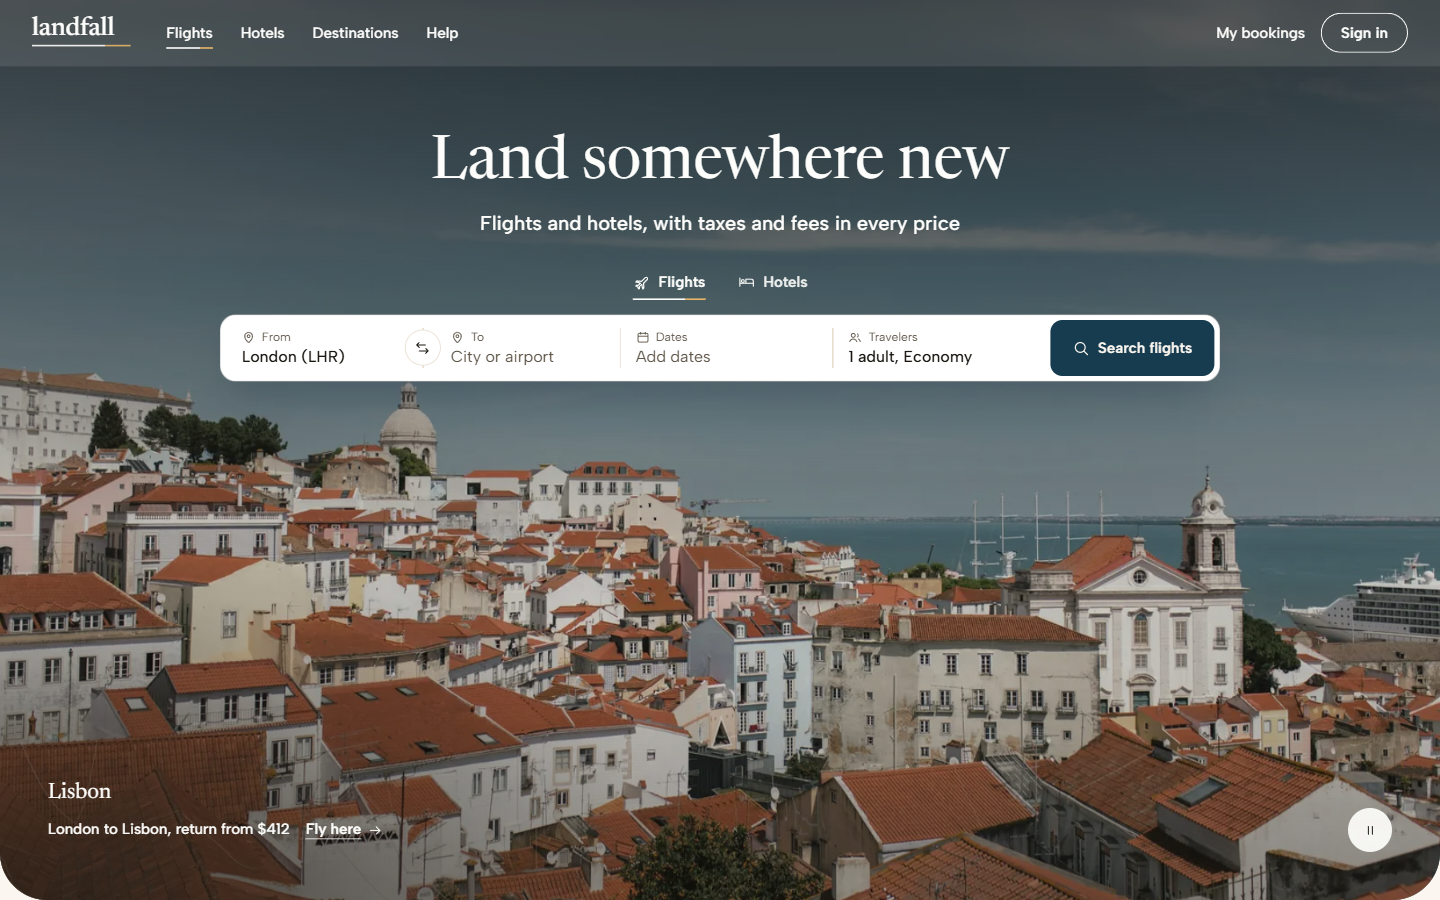 landfall
Flights
Hotels
Destinations
Help
My bookings
Sign in
Land somewhere new
Flights and hotels, with taxes and fees in every price
Flights
Hotels
From
London (LHR)
To
City or airport
Dates
Add dates
Travelers
1 adult, Economy
Search flights
Lisbon
London to Lisbon, return from $412
Fly here →